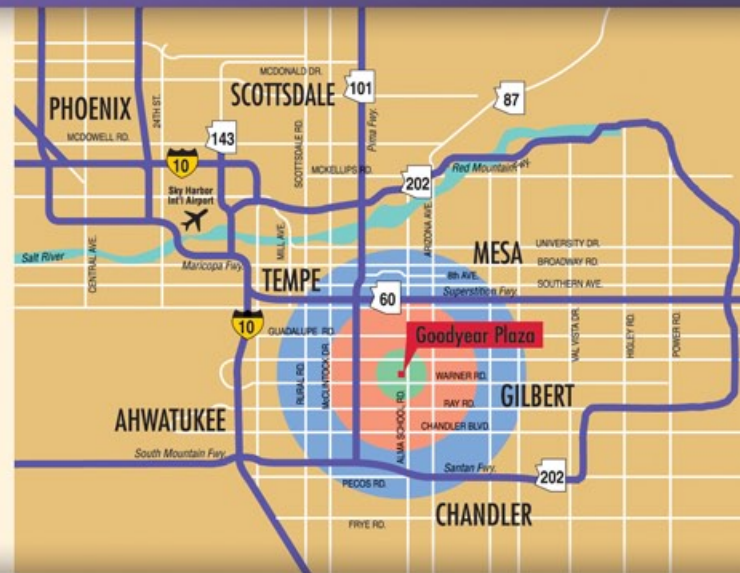 McDONALD DR.
SCOTTSDALE
101
87
PHOENIX
24TH ST.
143
Pima Fwy.
McDOWELL RD.
SCOTTSDALE RD.
10
McKELLIPS RD.
Red Mountain Fwy.
202
Sky Harbor
Int'l Airport
ARIZONA AVE.
MILL AVE.
CENTRAL AVE.
Salt River
Maricopa Fwy.
MESA
UNIVERSITY DR.
BROADWAY RD.
8th AVE.
SOUTHERN AVE.
TEMPE
60
Superstition Fwy.
10
GUADALUPE RD.
Goodyear Plaza
VAL VISTA DR.
HIGLEY RD.
POWER RD.
RURAL RD.
McCLINTOCK DR.
WARNER RD.
GILBERT
RAY RD.
ALMA SCHOOL RD.
AHWATUKEE
CHANDLER BLVD.
South Mountain Fwy.
Santan Fwy.
202
PECOS RD.
CHANDLER
FRYE RD.